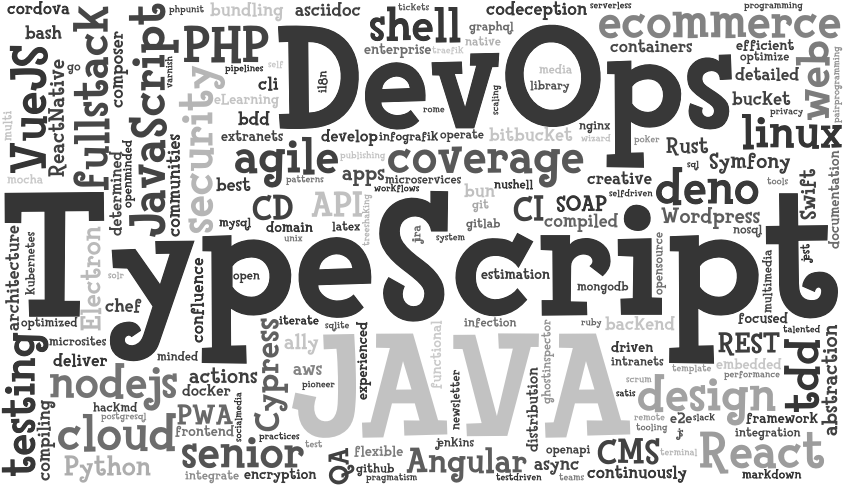 cordova
phpunit
bundling
asciidoc
tickets
shell
codeception
serverless
programming
bash
graphql
native
ecommerce
VueJS
go
ReactNative
fullstack
composer
JavaScript
varnish
PHP
pipelines
self
cli
DevOps
i18n
enterprise
traefik
media
library
containers
efficient
optimize
detailed
web
pairprogramming
multi
eLearning
bdd
security
rome
scaling
bucket
privacy
extranets
develop
infografik
operate
bitbucket
nginx
wizard
poker
linux
mocha
determined
openminded
communities
agile
publishing
coverage
Rust
sql
Symfony
best
patterns
apps
microservices
workflows
nushell
creative
selfdriven
deno
tools
Swift
documentation
mysql
CD
domain
unix
API
latex
treeshaking
jira
bun
git
gitlab
system
CI
SOAP
compiled
Wordpress
nosql
jest
TypeScript
architecture
kubernetes
solr
Electron
open
estimation
mongodb
opensource
multimedia
optimized
chef
confluence
microsites
minded
iterate
sqlite
experienced
infection
ruby
backend
focused
talented
deliver
testing
compiling
nodejs
actions
docker
Cypress
ally
aws
pioneer
functional
JAVA
newsletter
distribution
ghostinspector
driven
intranets
template
REST
embedded
performance
tdd
abstraction
hackmd
postgresql
PWA
frontend
socialmedia
scrum
satis
design
remote
tooling
e2e
slack
js
framework
integration
cloud
Python
senior
practices
test
integrate
encryption
QA
flexible
github
pragmatism
jenkins
Angular
testdriven
openapi
async
teams
CMS
continuously
terminal
React
markdown